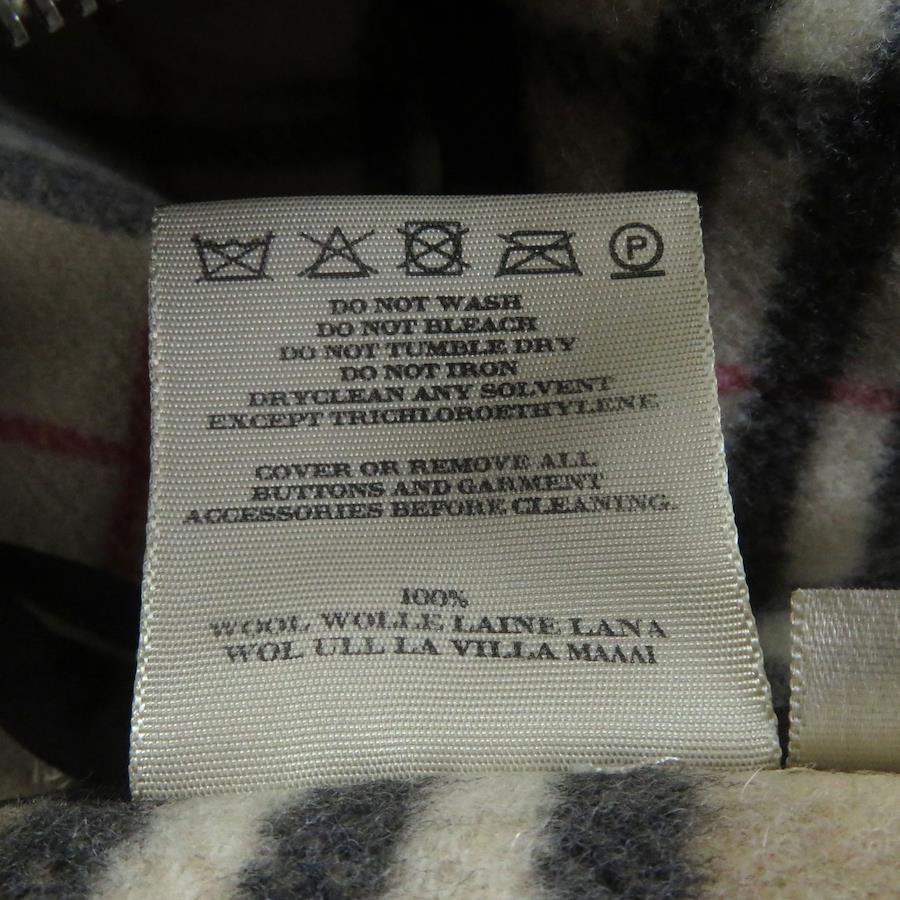 P
DO NOT WASH
DO NOT BLEACH
DO NOT TUMBLE DRY
DO NOT IRON
DRYCLEAN ANY SOLVENT
EXCEPT TRICHLOROETHYLENE
COVER OR REMOVE ALL
BUTTONS AND GARMENT
ACCESSORIES BEFORE CLEANING.
100%
WOOL WOLLE LAINE LANA
WOL ULL LA VILLA ΜΑΛΛΙ